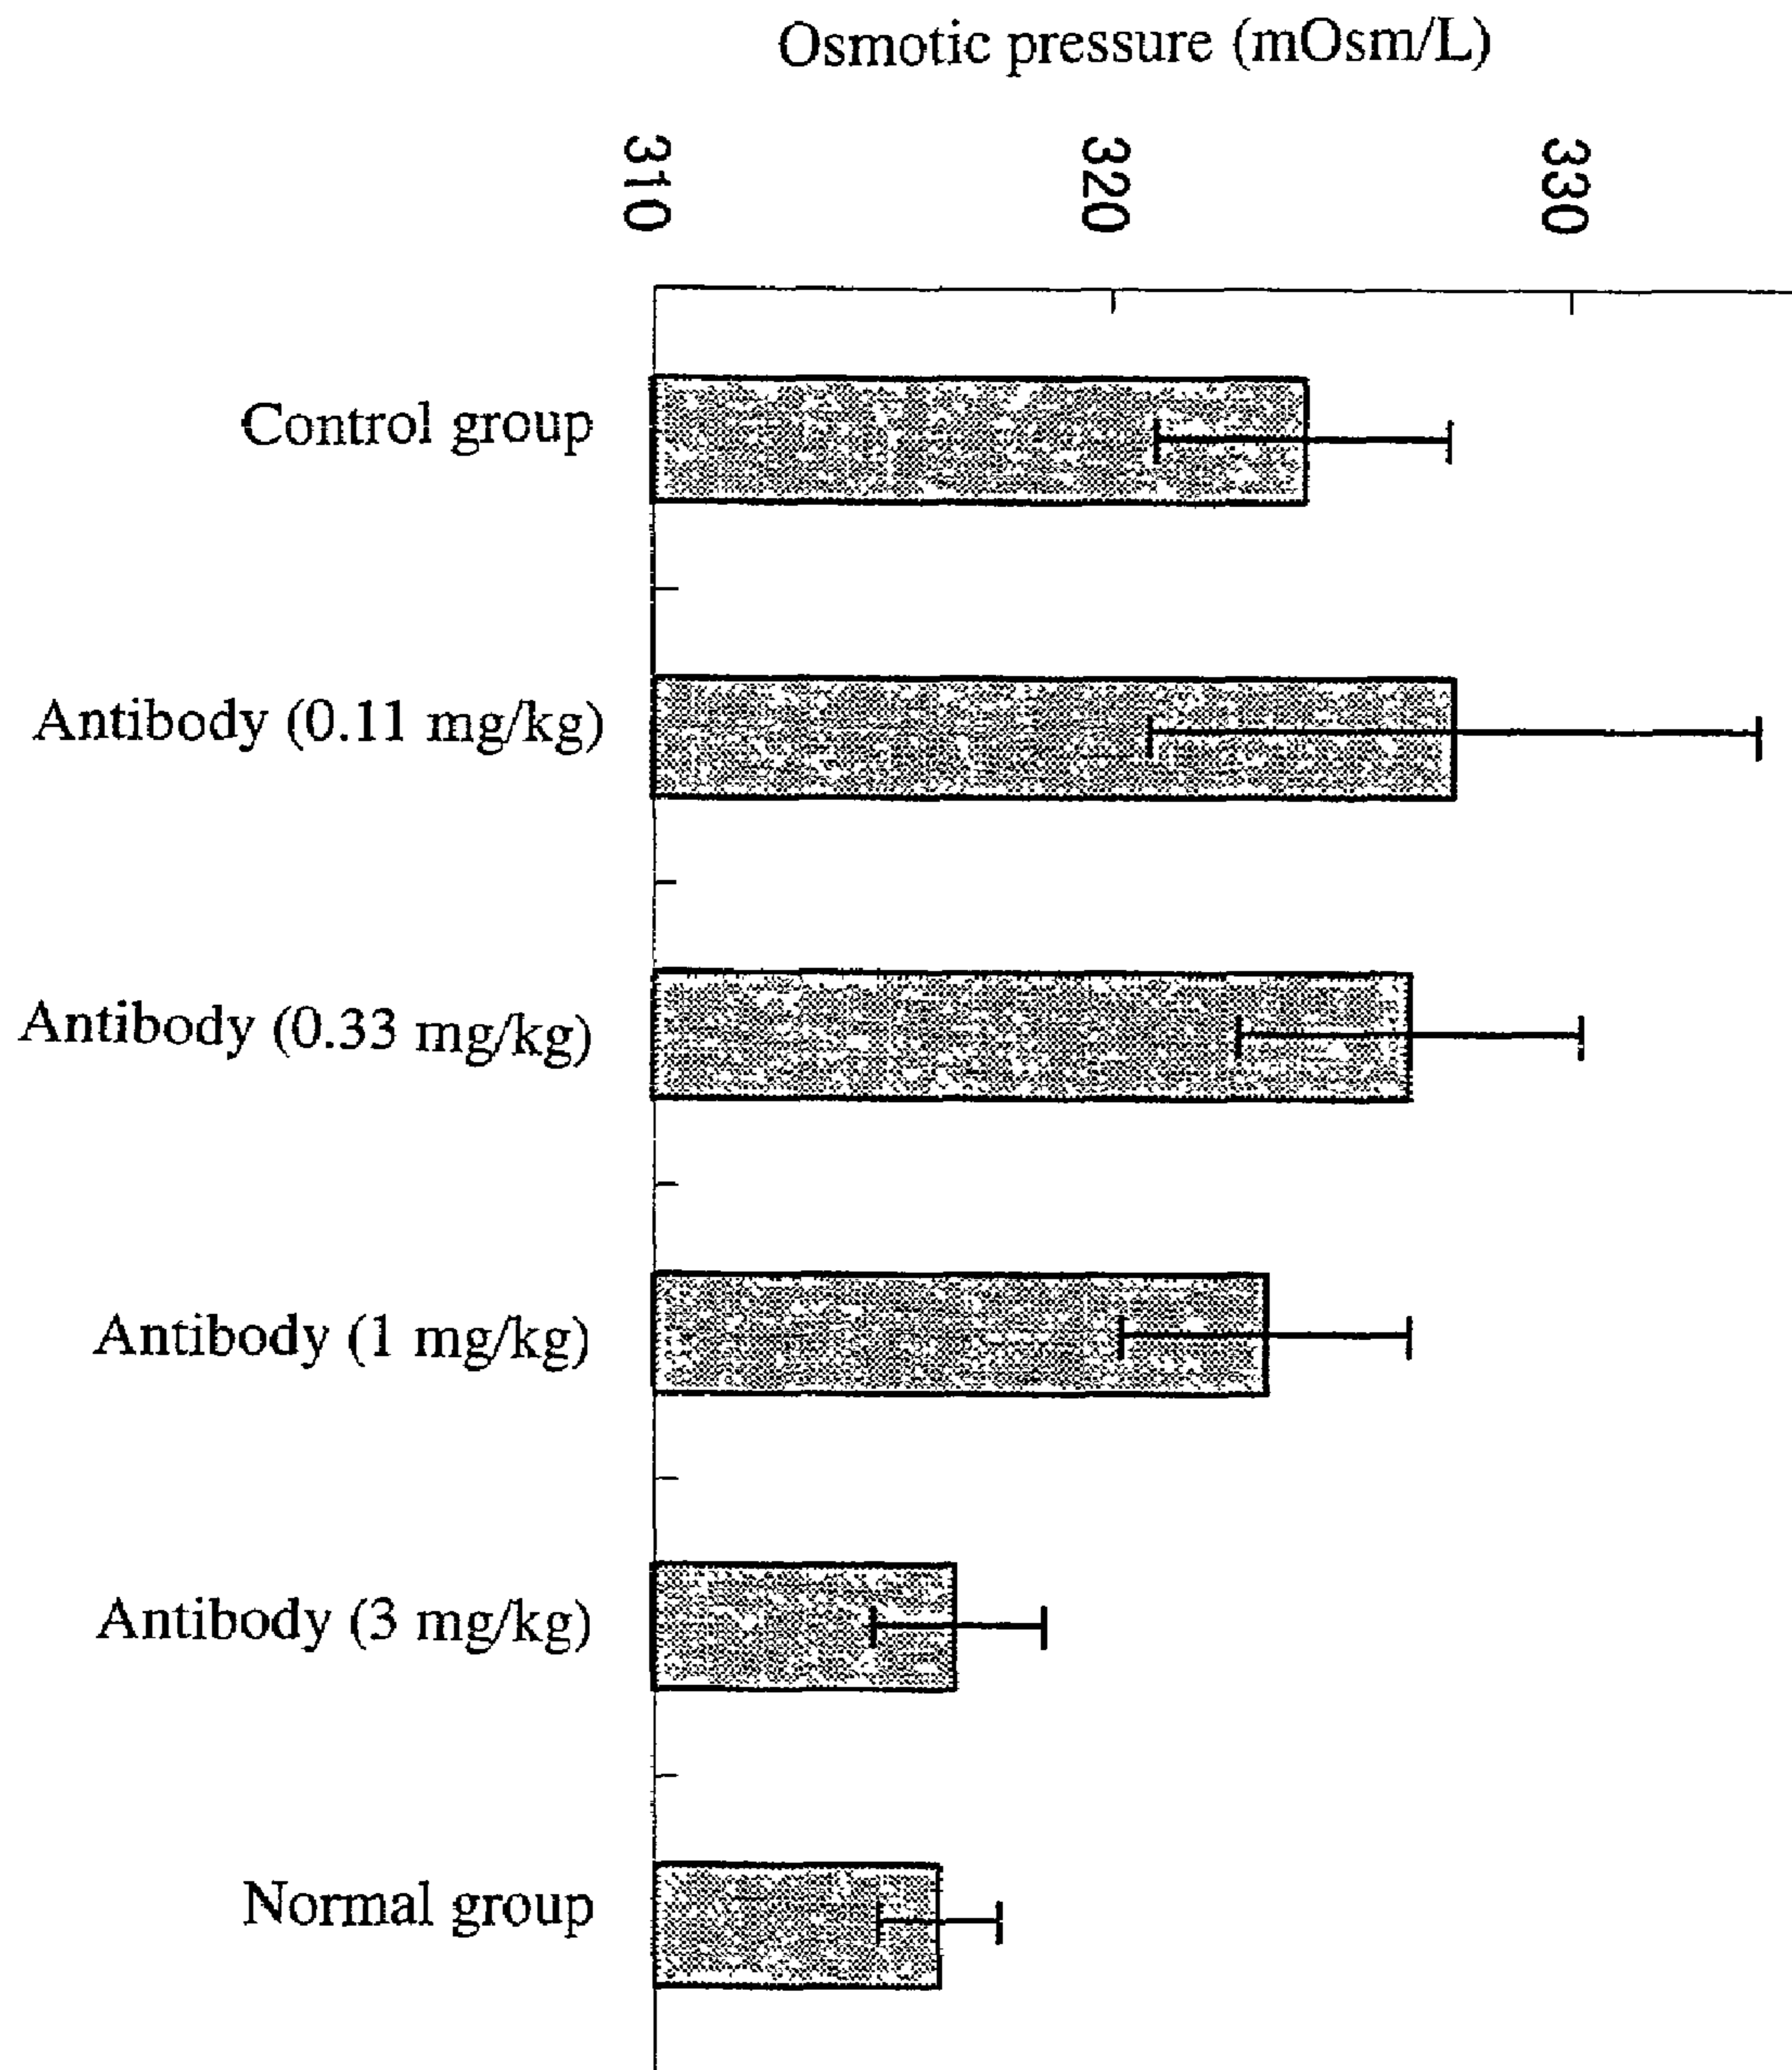 Osmotic pressure (mOsm/L)
310
320
330
Control group
Antibody (0.11 mg/kg)
Antibody (0.33 mg/kg)
Antibody (1 mg/kg)
Antibody (3 mg/kg)
Normal group